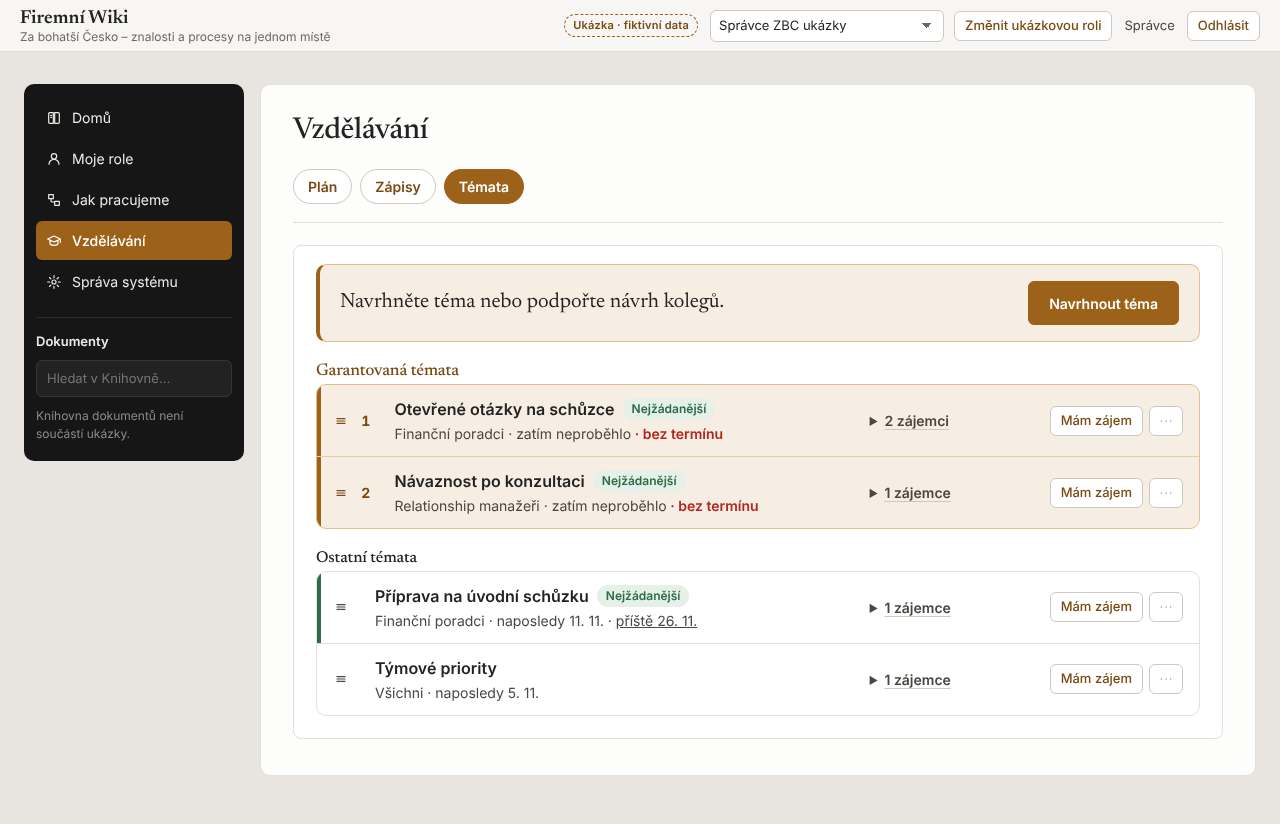 Firemní Wiki
Za bohatší Česko – znalosti a procesy na jednom místě
Ukázka · fiktivní data
Správce ZBC ukázky
Změnit ukázkovou roli
Správce
Odhlásit
Domů
Moje role
Jak pracujeme
Vzdělávání
Správa systému
Dokumenty
Hledat v Knihovně...
Knihovna dokumentů není
součástí ukázky.
Vzdělávání
Plán
Zápisy
Témata
Navrhněte téma nebo podpořte návrh kolegů.
Navrhnout téma
Garantovaná témata
1 Otevřené otázky na schůzce Nejžádanější
Finanční poradci · zatím neproběhlo · bez termínu
2 zájemci
Mám zájem ···
2 Návaznost po konzultaci Nejžádanější
Relationship manažeři · zatím neproběhlo · bez termínu
1 zájemce
Mám zájem ···
Ostatní témata
Příprava na úvodní schůzku Nejžádanější
Finanční poradci · naposledy 11. 11. · příště 26. 11.
1 zájemce
Mám zájem ···
Týmové priority
Všichni · naposledy 5. 11.
1 zájemce
Mám zájem ···